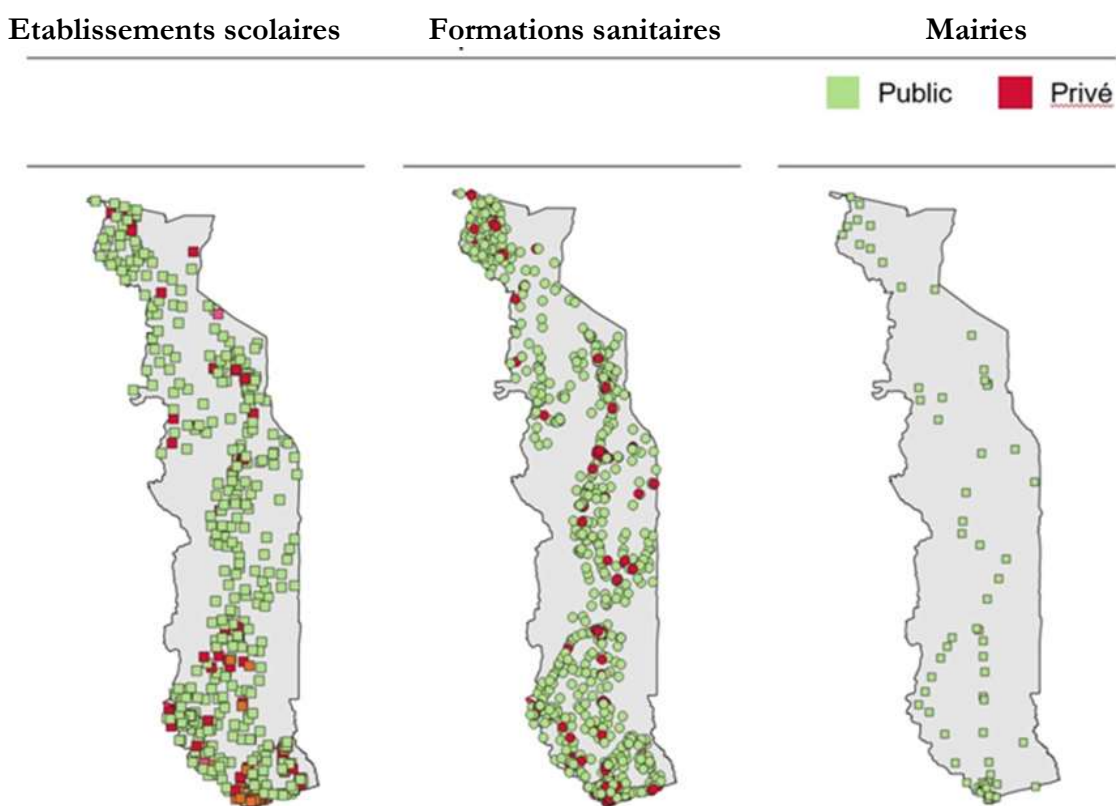 Etablissements scolaires
Formations sanitaires
Mairies
Public
Privé